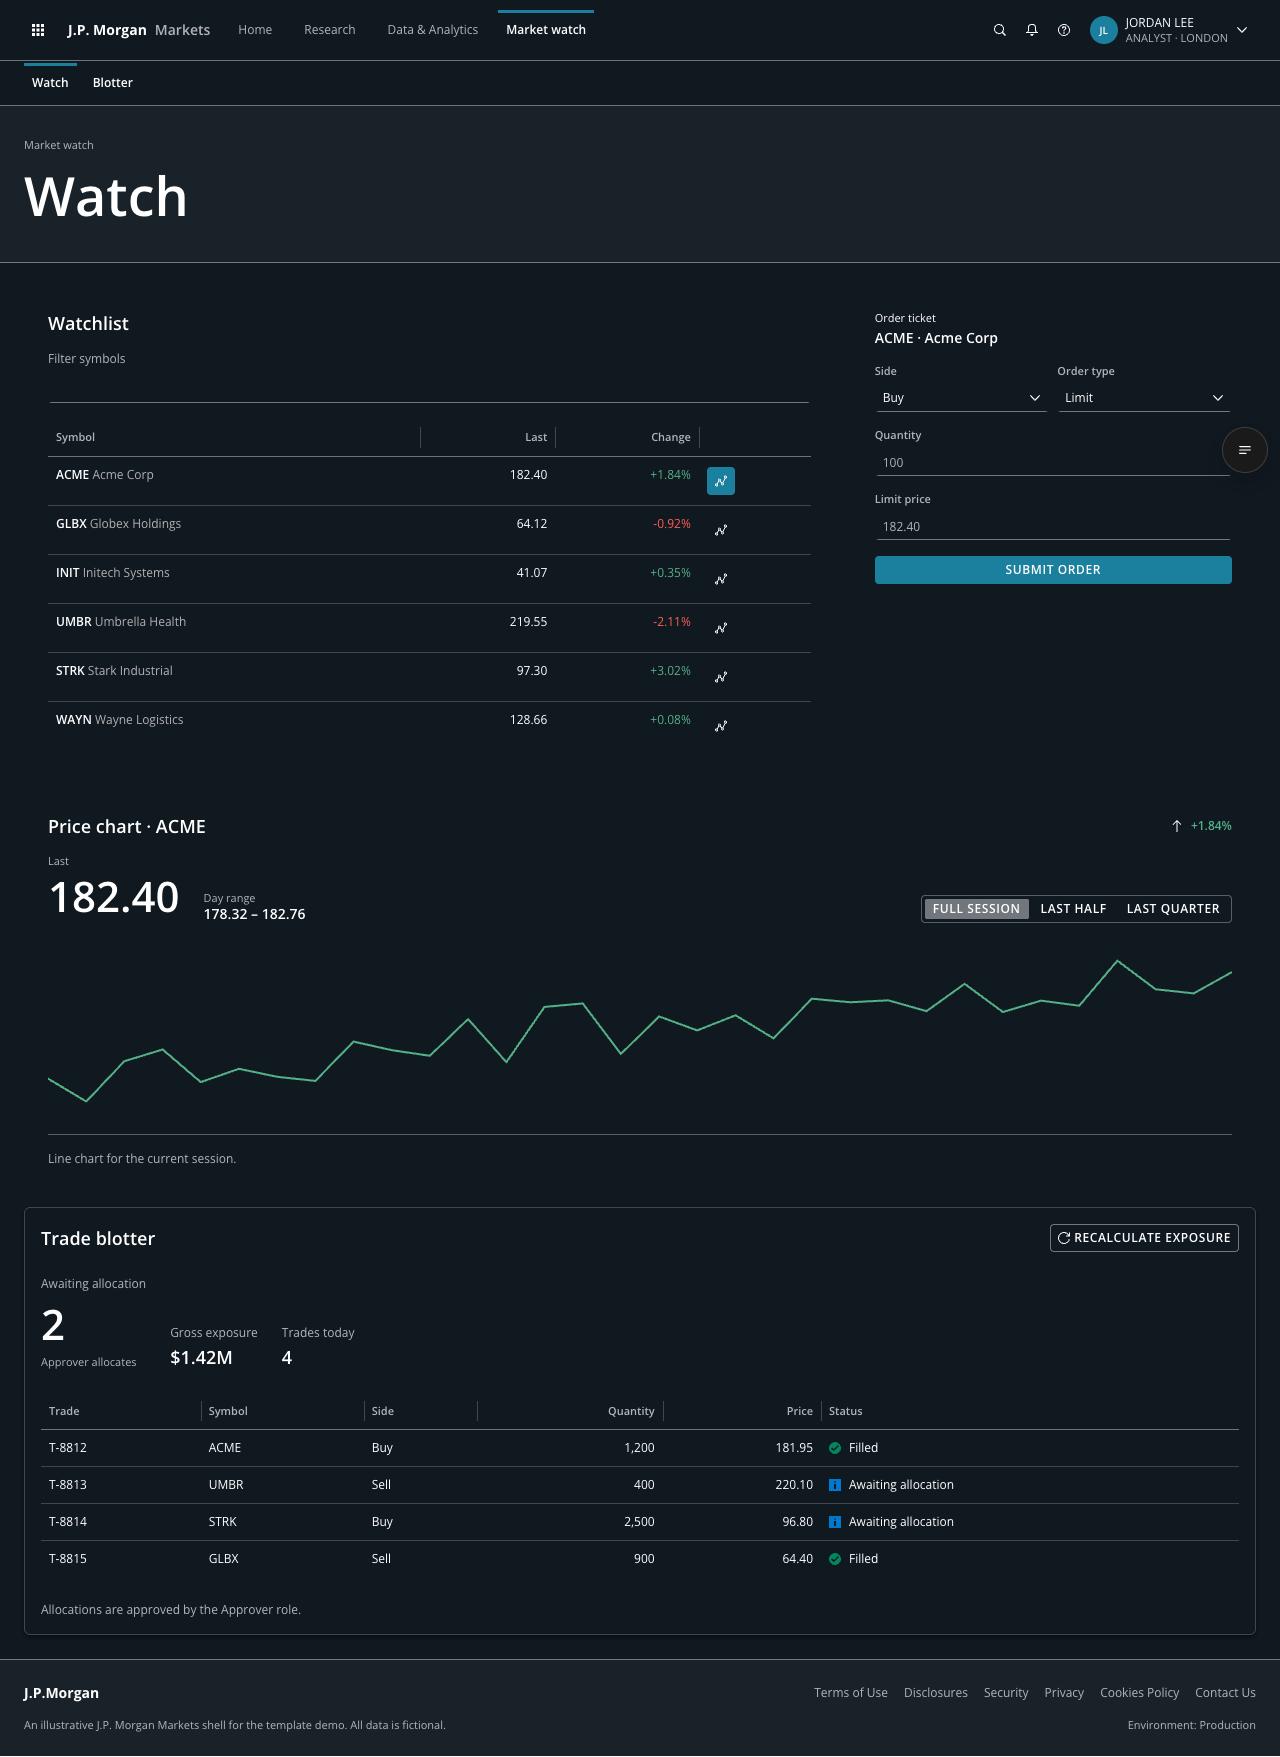 J.P. Morgan Markets Home Research Data & Analytics Market watch JL JORDAN LEE
ANALYST · LONDON
Watch Blotter
Market watch
Watch
Watchlist
Filter symbols
Symbol Last Change
ACME Acme Corp 182.40 +1.84%
GLBX Globex Holdings 64.12 -0.92%
INIT Initech Systems 41.07 +0.35%
UMBR Umbrella Health 219.55 -2.11%
STRK Stark Industrial 97.30 +3.02%
WAYN Wayne Logistics 128.66 +0.08%
Order ticket
ACME · Acme Corp
Side Order type
Buy Limit
Quantity
100
Limit price
182.40
SUBMIT ORDER
Price chart · ACME +1.84%
Last
182.40
Day range
178.32 – 182.76
FULL SESSION LAST HALF LAST QUARTER
Line chart for the current session.
Trade blotter RECALCULATE EXPOSURE
Awaiting allocation
2
Approver allocates
Gross exposure
$1.42M
Trades today
4
Trade Symbol Side Quantity Price Status
T-8812 ACME Buy 1,200 181.95 Filled
T-8813 UMBR Sell 400 220.10 Awaiting allocation
T-8814 STRK Buy 2,500 96.80 Awaiting allocation
T-8815 GLBX Sell 900 64.40 Filled
Allocations are approved by the Approver role.
J.P.Morgan Terms of Use Disclosures Security Privacy Cookies Policy Contact Us
An illustrative J.P. Morgan Markets shell for the template demo. All data is fictional. Environment: Production